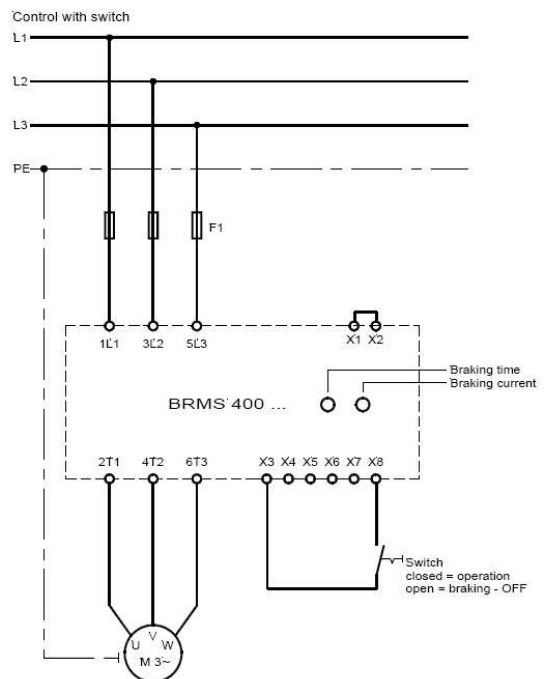 Control with switch
L1
L2
L3
PE
F1
1L1 3L2 5L3 X1 X2
Braking time
Braking current
BRMS 400 ...
2T1 4T2 6T3 X3 X4 X5 X6 X7 X8
Switch
closed = operation
open = braking - OFF
U V W
M 3~